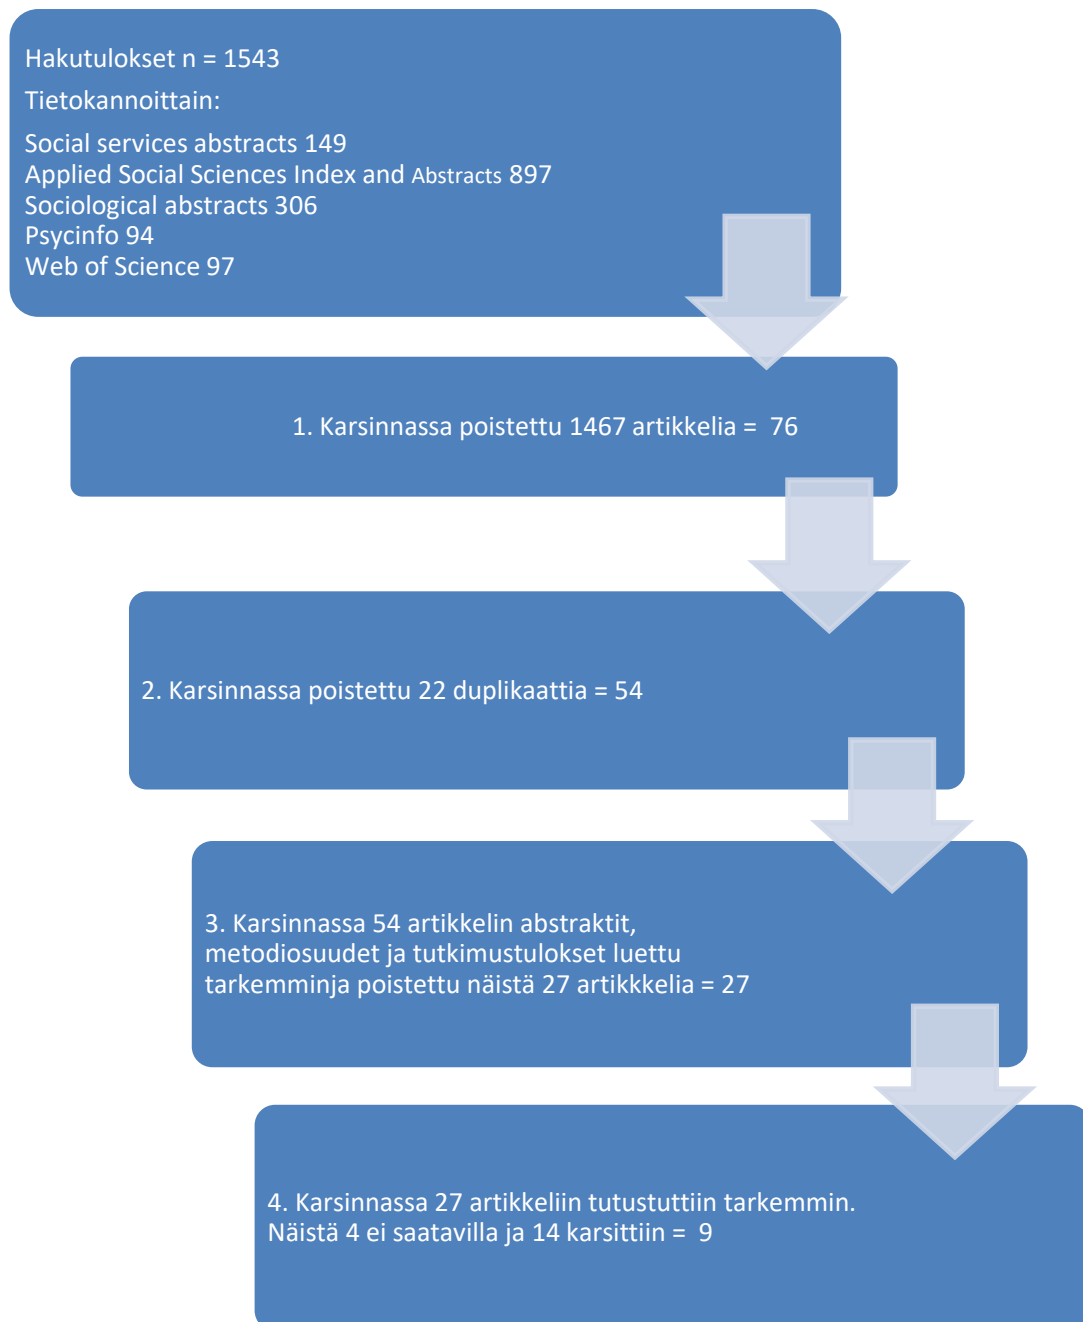 Hakutulokset n = 1543
Tietokannoittain:
Social services abstracts 149
Applied Social Sciences Index and Abstracts 897
Sociological abstracts 306
Psycinfo 94
Web of Science 97
1. Karsinnassa poistettu 1467 artikkelia = 76
2. Karsinnassa poistettu 22 duplikaattia = 54
3. Karsinnassa 54 artikkelin abstraktit,
metodiosuudet ja tutkimustulokset luettu
tarkemminja poistettu näistä 27 artikkkelia = 27
4. Karsinnassa 27 artikkeliin tutustuttiin tarkemmin.
Näistä 4 ei saatavilla ja 14 karsittiin = 9